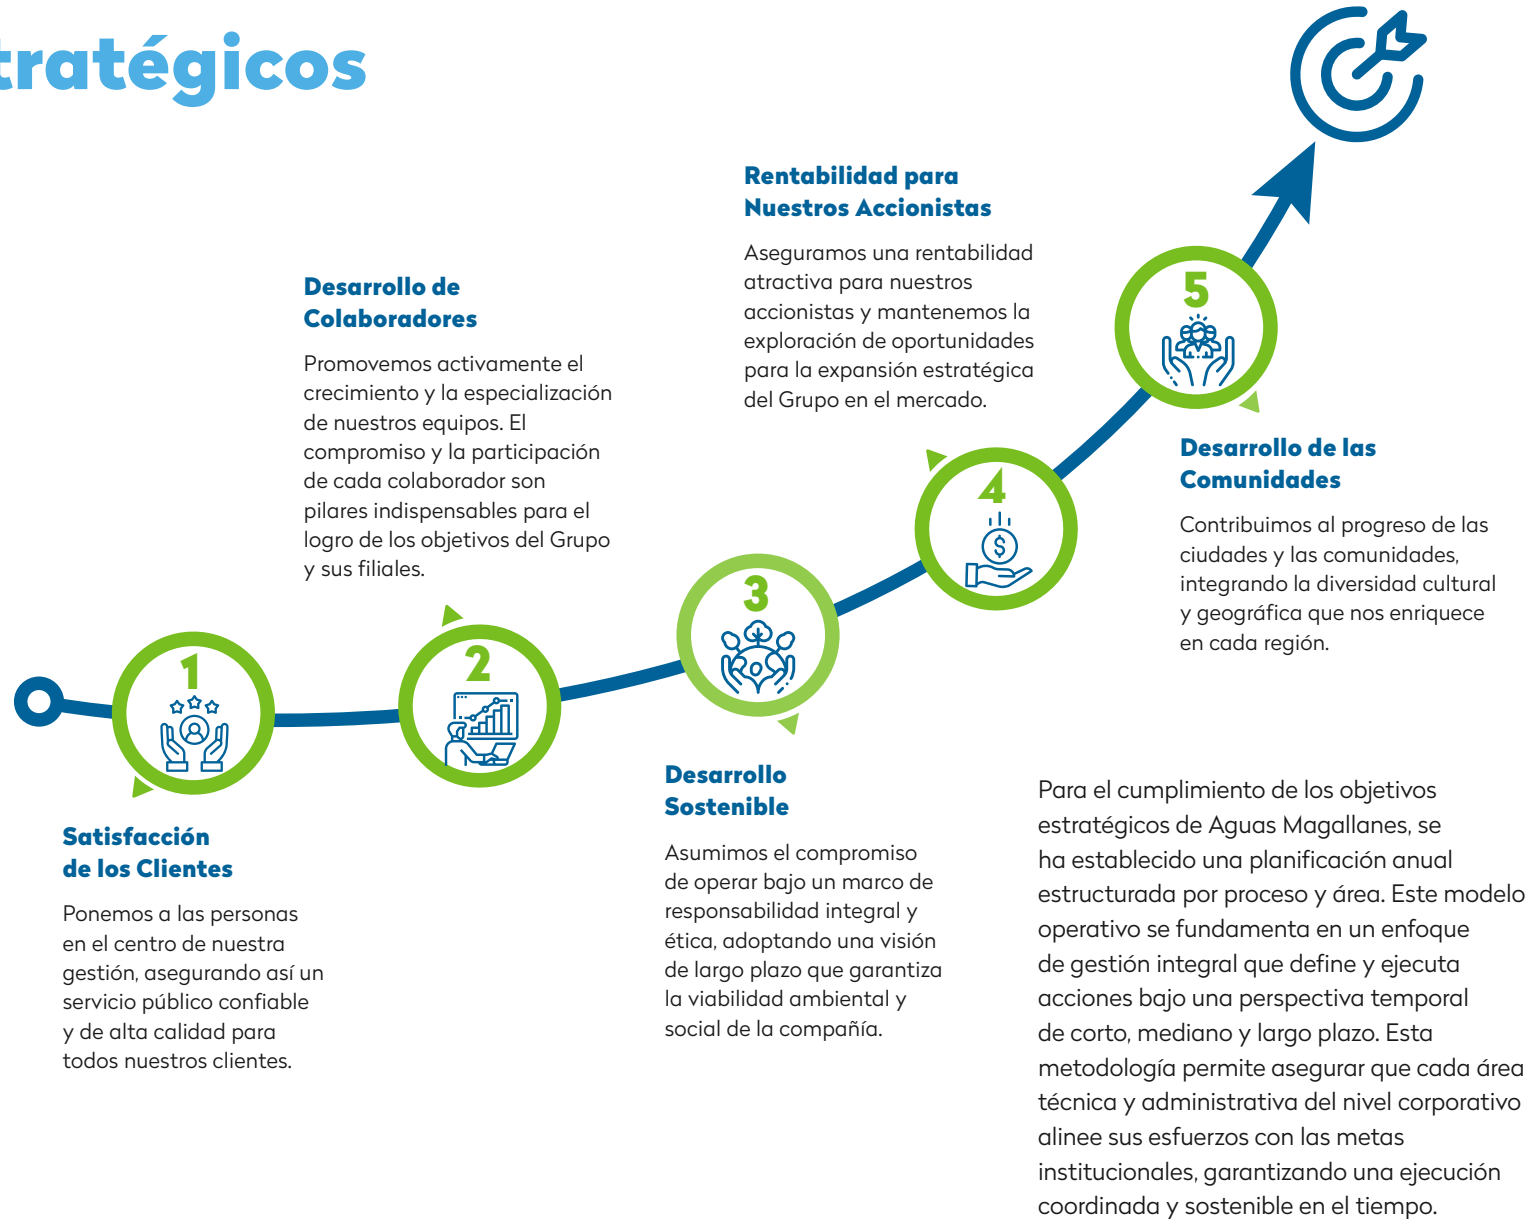 tratégicos
1
Satisfacción
de los Clientes
Ponemos a las personas
en el centro de nuestra
gestión, asegurando así un
servicio público confiable
y de alta calidad para
todos nuestros clientes.
2
Desarrollo de
Colaboradores
Promovemos activamente el
crecimiento y la especialización
de nuestros equipos. El
compromiso y la participación
de cada colaborador son
pilares indispensables para el
logro de los objetivos del Grupo
y sus filiales.
3
Desarrollo
Sostenible
Asumimos el compromiso
de operar bajo un marco de
responsabilidad integral y
ética, adoptando una visión
de largo plazo que garantiza
la viabilidad ambiental y
social de la compañía.
4
$
Rentabilidad para
Nuestros Accionistas
Aseguramos una rentabilidad
atractiva para nuestros
accionistas y mantenemos la
exploración de oportunidades
para la expansión estratégica
del Grupo en el mercado.
5
Desarrollo de las
Comunidades
Contribuimos al progreso de las
ciudades y las comunidades,
integrando la diversidad cultural
y geográfica que nos enriquece
en cada región.
Para el cumplimiento de los objetivos
estratégicos de Aguas Magallanes, se
ha establecido una planificación anual
estructurada por proceso y área. Este modelo
operativo se fundamenta en un enfoque
de gestión integral que define y ejecuta
acciones bajo una perspectiva temporal
de corto, mediano y largo plazo. Esta
metodología permite asegurar que cada área
técnica y administrativa del nivel corporativo
alinee sus esfuerzos con las metas
institucionales, garantizando una ejecución
coordinada y sostenible en el tiempo.